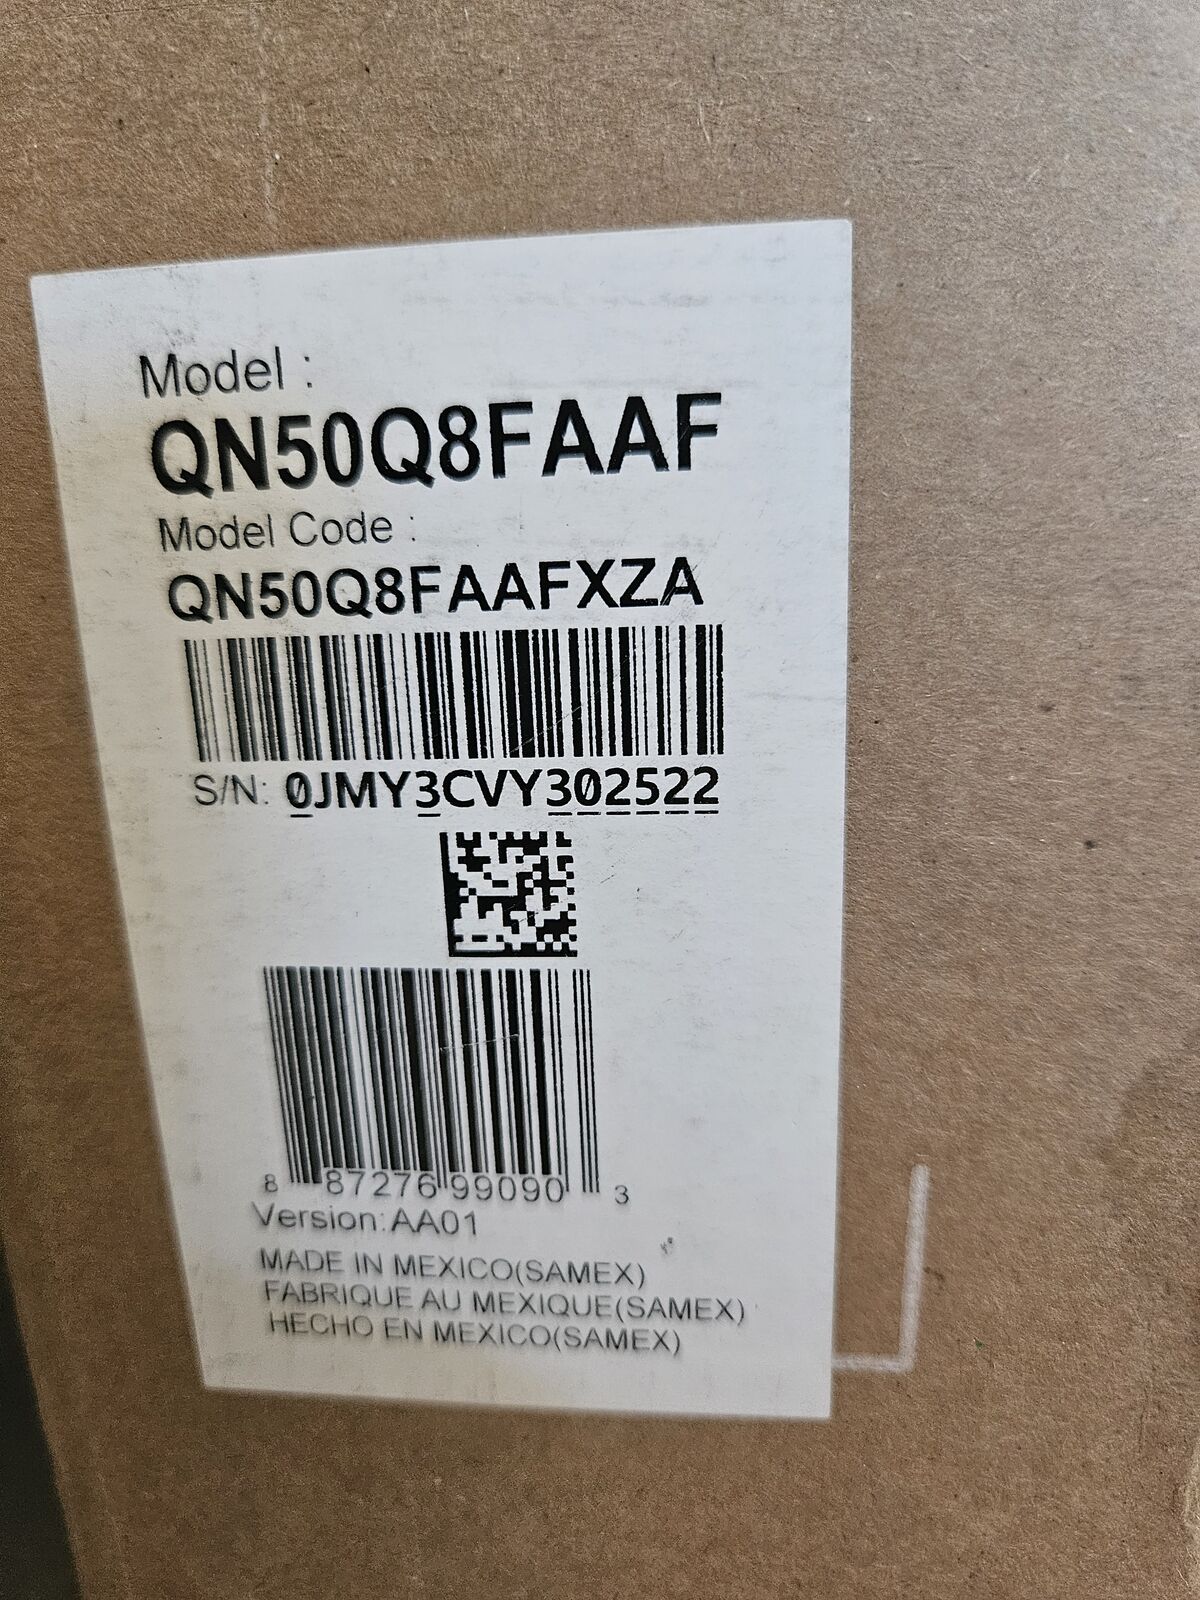 Model :
QN50Q8FAAF
Model Code :
QN50Q8FAAFXZA
S/N: 0JMY3CVY302522
8 87276 99090 3
Version:AA01
MADE IN MEXICO(SAMEX)
FABRIQUE AU MEXIQUE(SAMEX)
HECHO EN MEXICO(SAMEX)